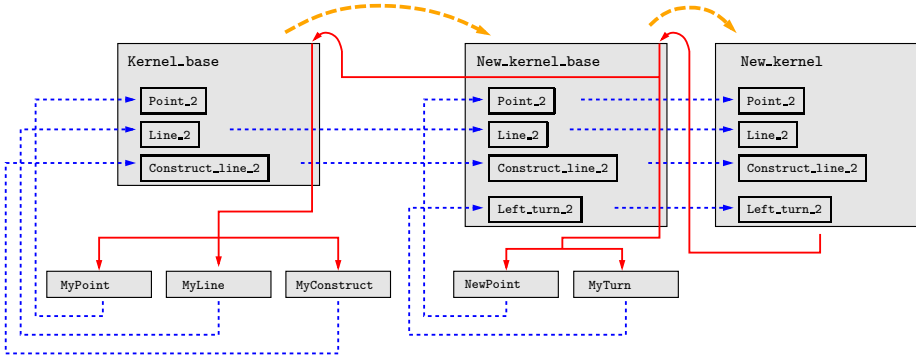 Kernel_base
Point_2
Line_2
Construct_line_2
MyPoint
MyLine
MyConstruct
New_kernel_base
Point_2
Line_2
Construct_line_2
Left_turn_2
NewPoint
MyTurn
New_kernel
Point_2
Line_2
Construct_line_2
Left_turn_2